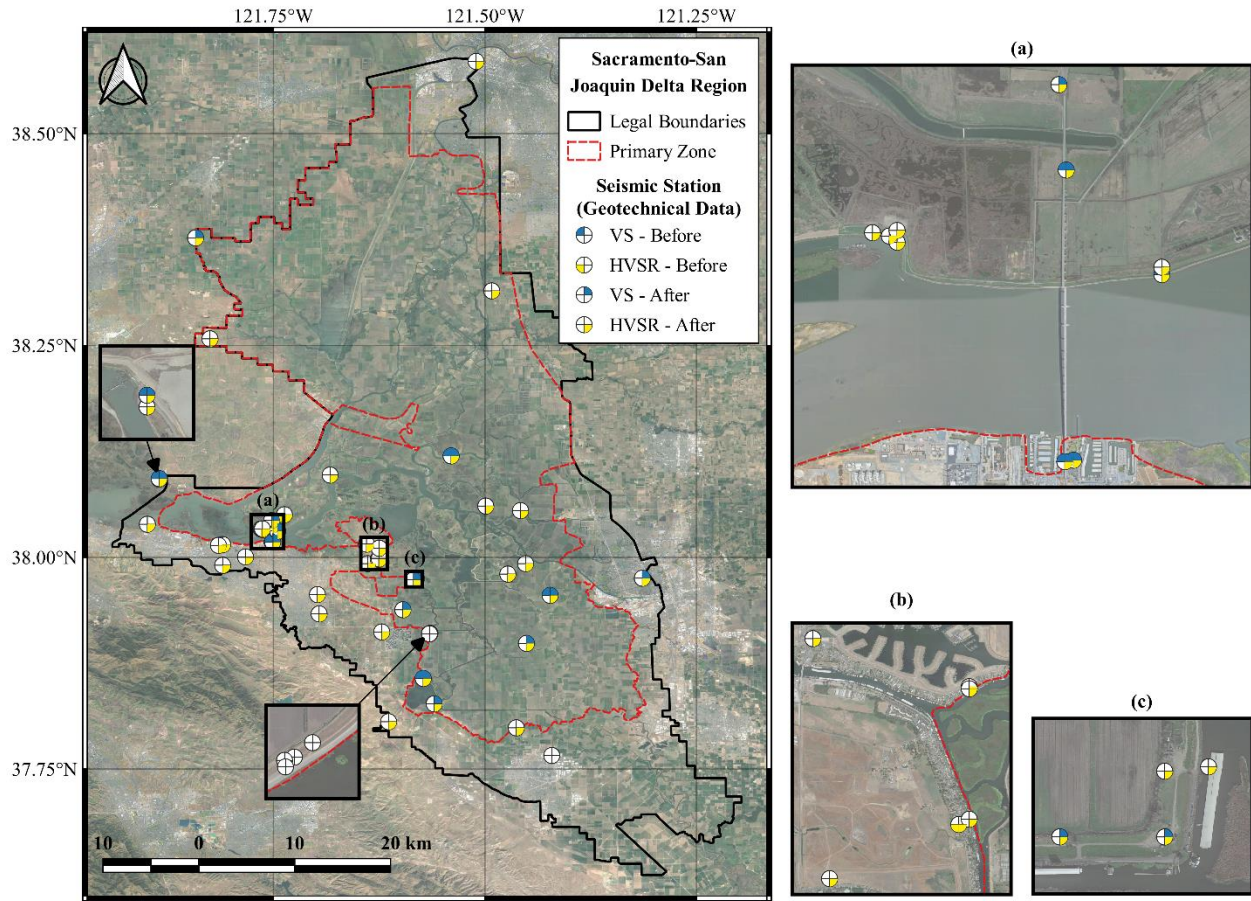 121.75°W
121.50°W
121.25°W
38.50°N
38.25°N
38.00°N
37.75°N
Sacramento-San
Joaquin Delta Region
Legal Boundaries
Primary Zone
Seismic Station
(Geotechnical Data)
VS - Before
HVSR - Before
VS - After
HVSR - After
(a)
(b)
(c)
10 0 10 20 km
(a)
(b)
(c)